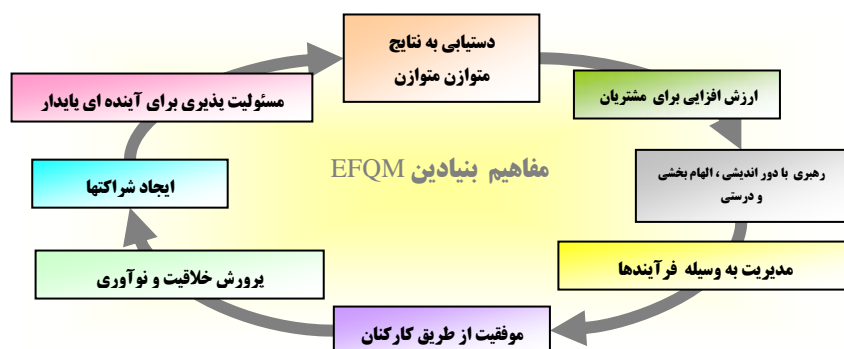 دستیابی به نتایج
متوازن متوازن
ارزش افزایی برای مشتریان
رهبری با دور اندیشی ، الهام بخشی
و درستی
مدیریت به وسیله فرآیندها
موفقیت از طریق کارکنان
پرورش خلاقیت و نوآوری
ایجاد شراکتها
مسئولیت پذیری برای آینده ای پایدار
مفاهیم بنیادین EFQM